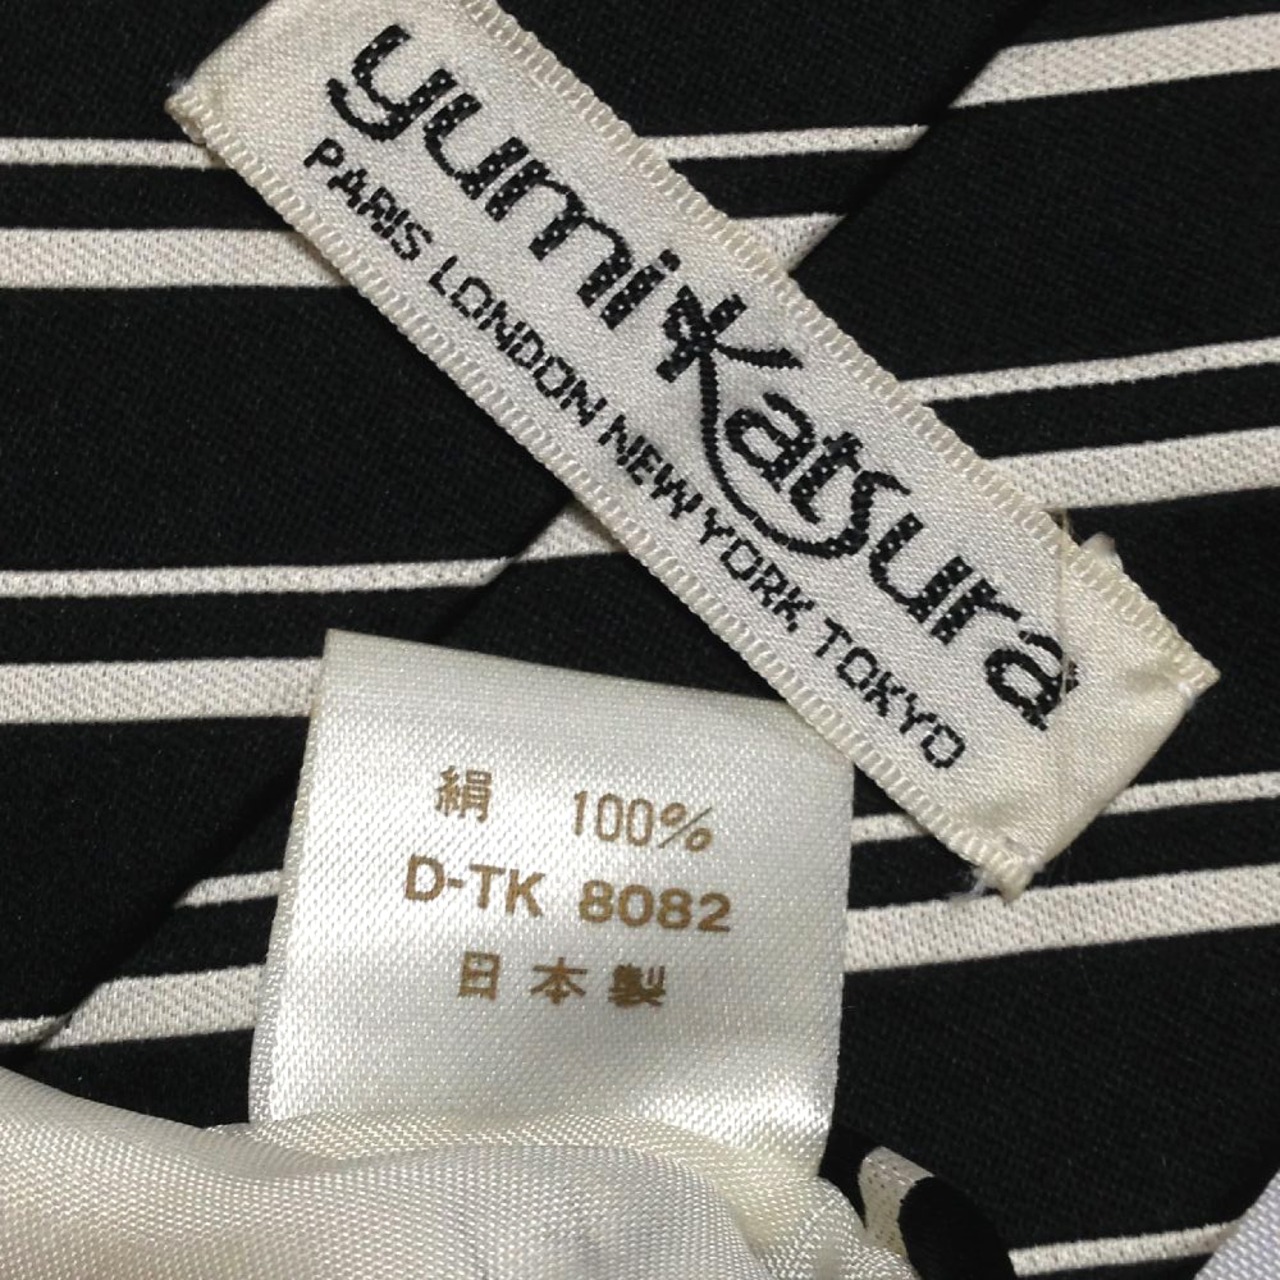 yumi Katsura
PARIS LONDON NEW YORK TOKYO
絹 100%
D-TK 8082
日本製